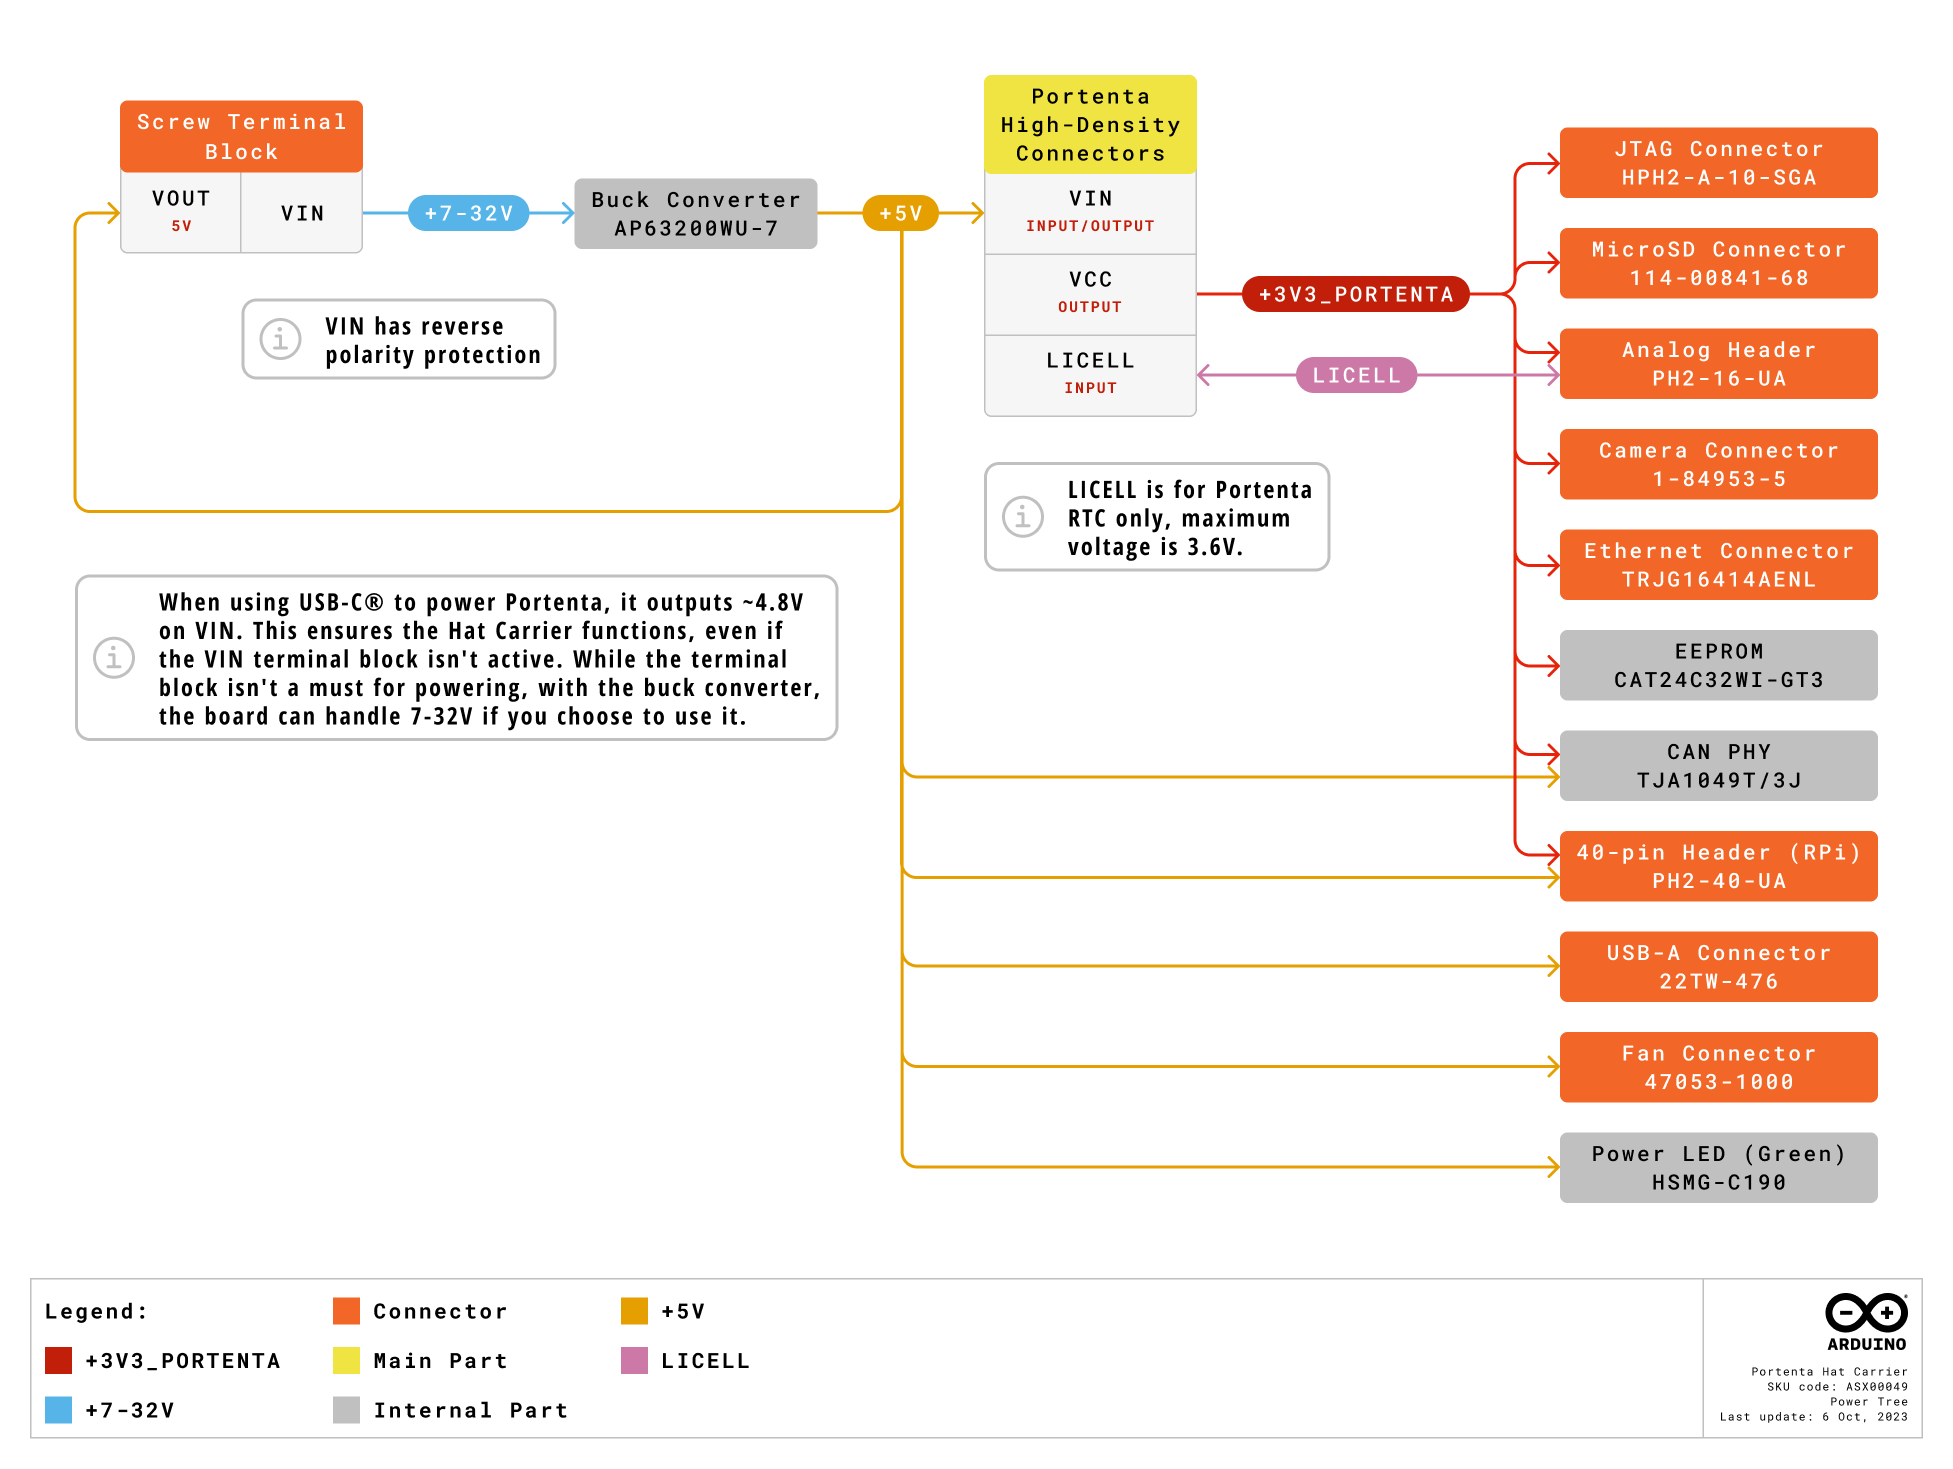 Screw Terminal
Block
VOUT
5V
VIN
+7-32V
Buck Converter
AP63200WU-7
+5V
Portenta
High-Density
Connectors
VIN
INPUT/OUTPUT
VCC
OUTPUT
LICELL
INPUT
+3V3_PORTENTA
LICELL
VIN has reverse
polarity protection
LICELL is for Portenta
RTC only, maximum
voltage is 3.6V.
When using USB-C® to power Portenta, it outputs ~4.8V
on VIN. This ensures the Hat Carrier functions, even if
the VIN terminal block isn't active. While the terminal
block isn't a must for powering, with the buck converter,
the board can handle 7-32V if you choose to use it.
JTAG Connector
HPH2-A-10-SGA
MicroSD Connector
114-00841-68
Analog Header
PH2-16-UA
Camera Connector
1-84953-5
Ethernet Connector
TRJG16414AENL
EEPROM
CAT24C32WI-GT3
CAN PHY
TJA1049T/3J
40-pin Header (RPi)
PH2-40-UA
USB-A Connector
22TW-476
Fan Connector
47053-1000
Power LED (Green)
HSMG-C190
Legend:
+3V3_PORTENTA
+7-32V
Connector
Main Part
Internal Part
+5V
LICELL
ARDUINO
Portenta Hat Carrier
SKU code: ASX00049
Power Tree
Last update: 6 Oct, 2023